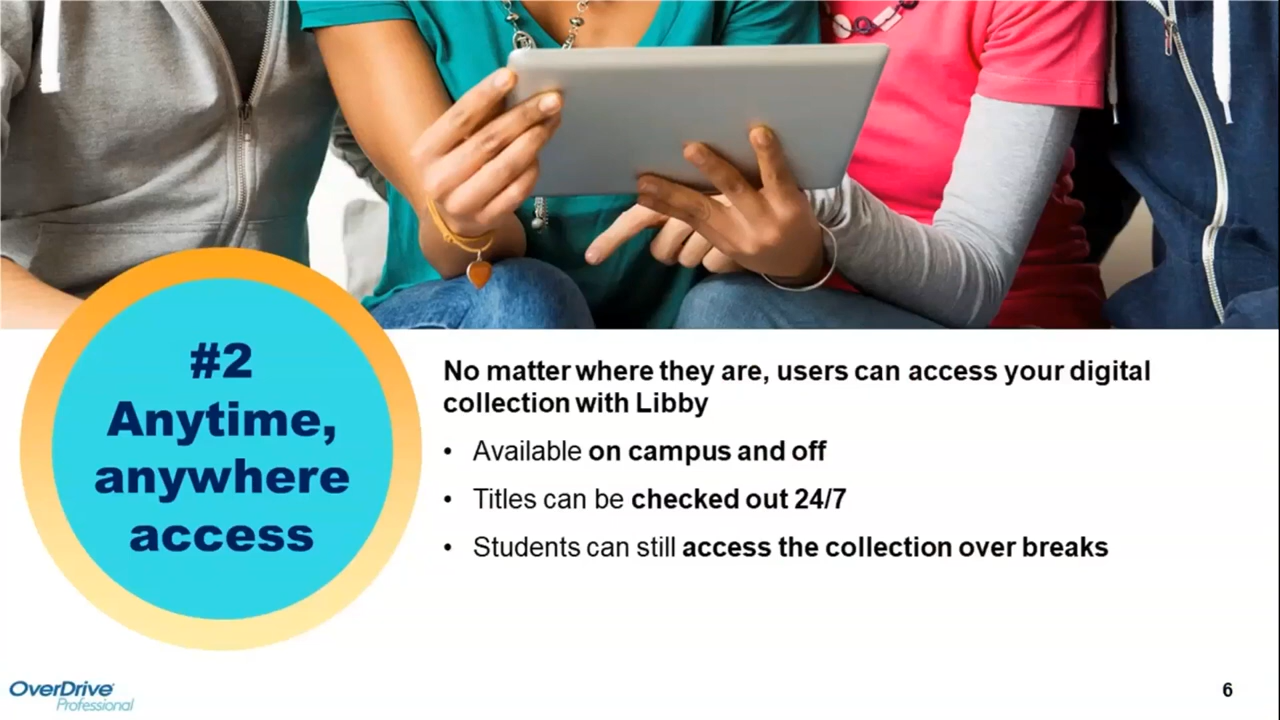 #2
Anytime,
anywhere
access
No matter where they are, users can access your digital
collection with Libby
• Available on campus and off
• Titles can be checked out 24/7
• Students can still access the collection over breaks
OverDrive
Professional
6